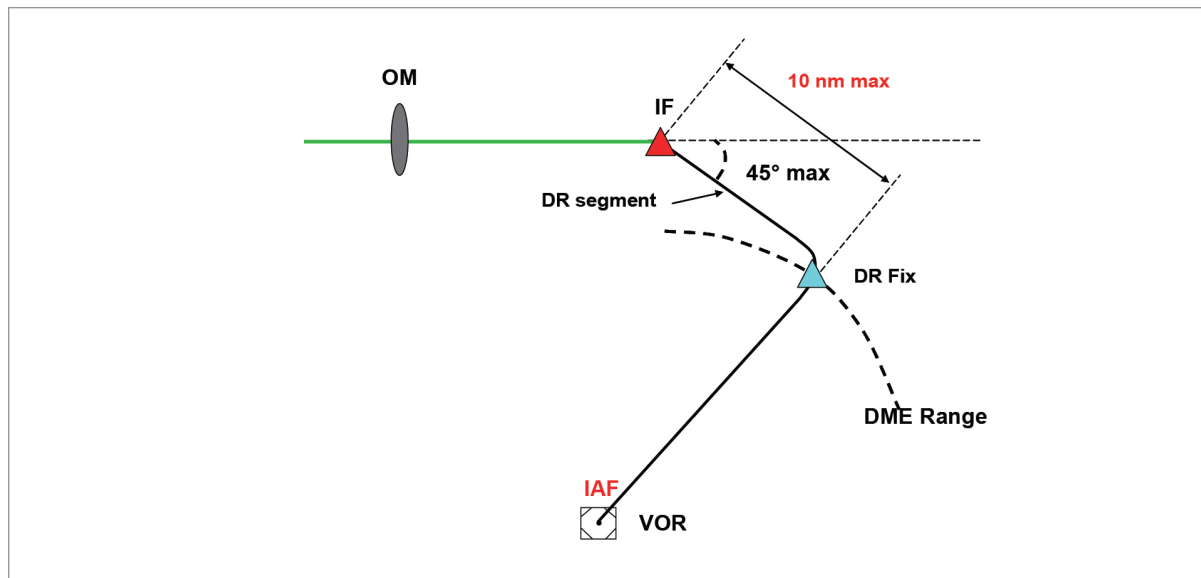 OM
10 nm max
IF
45° max
DR segment
DR Fix
DME Range
IAF
VOR